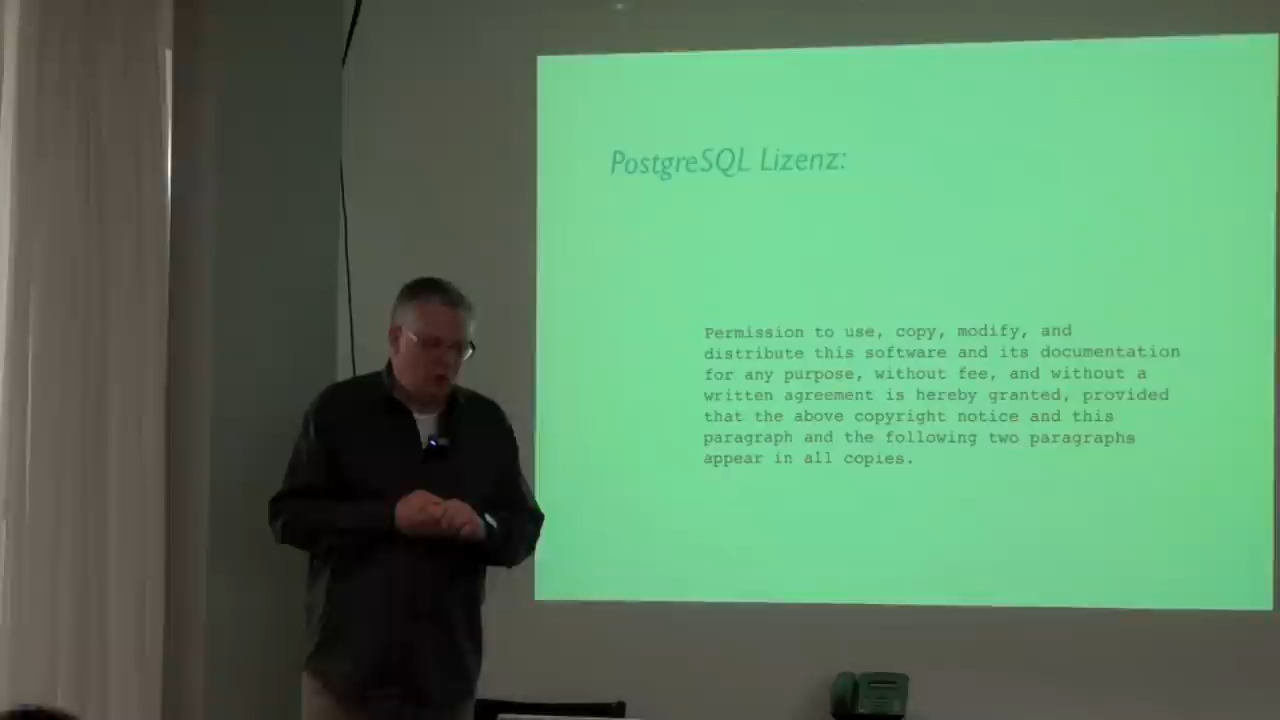 PostgreSQL Lizenz:
Permission to use, copy, modify, and
distribute this software and its documentation
for any purpose, without fee, and without a
written agreement is hereby granted, provided
that the above copyright notice and this
paragraph and the following two paragraphs
appear in all copies.